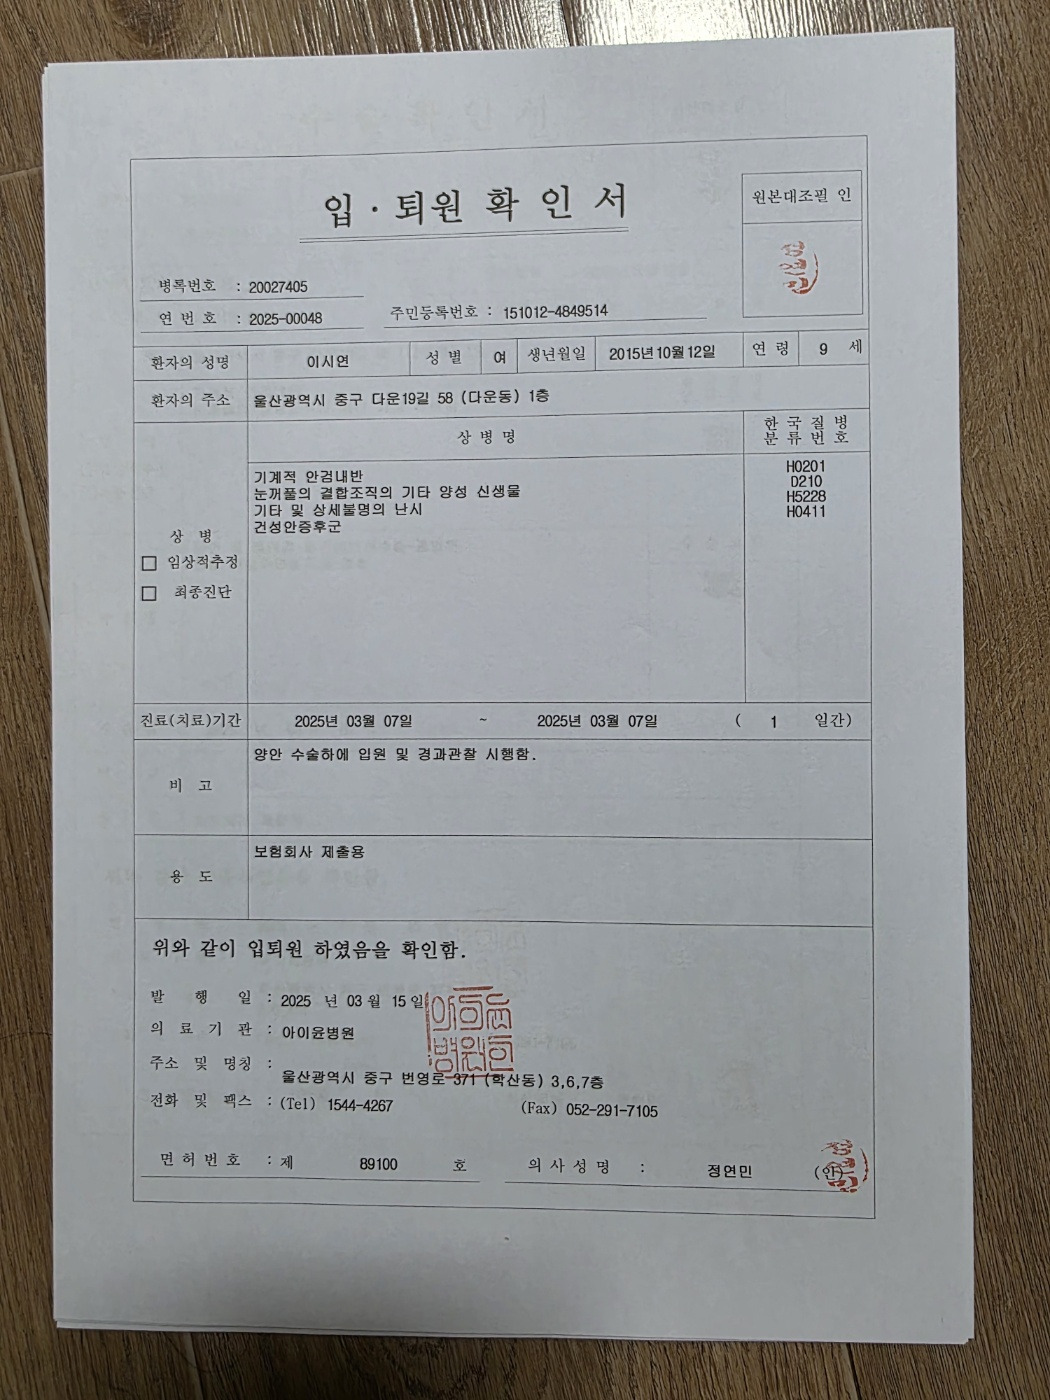 입·퇴원 확인서
원본대조필 인
병록번호 : 20027405
연 번 호 : 2025-00048
주민등록번호 : 151012-4849514
환자의 성명 이시연 성별 여 생년월일 2015년10월12일 연령 9 세
환자의 주소 울산광역시 중구 다운19길 58 (다운동) 1층
상병명
한국질병
분류번호
상 병
□ 임상적추정
□ 최종진단
기계적 안검내반 H0201
눈꺼풀의 결합조직의 기타 양성 신생물 D210
기타 및 상세불명의 난시 H5228
건성안증후군 H0411
진료(치료)기간 2025년 03월 07일 ~ 2025년 03월 07일 ( 1 일간)
비 고 양안 수술하에 입원 및 경과관찰 시행함.
용 도 보험회사 제출용
위와 같이 입퇴원 하였음을 확인함.
발 행 일 : 2025 년 03 월 15 일
의 료 기 관 : 아이윤병원
주소 및 명칭 :
울산광역시 중구 번영로 371 (학산동) 3,6,7층
전화 및 팩스 : (Tel) 1544-4267 (Fax) 052-291-7105
면허번호 : 제 89100 호 의사성명 : 정연민 (인)